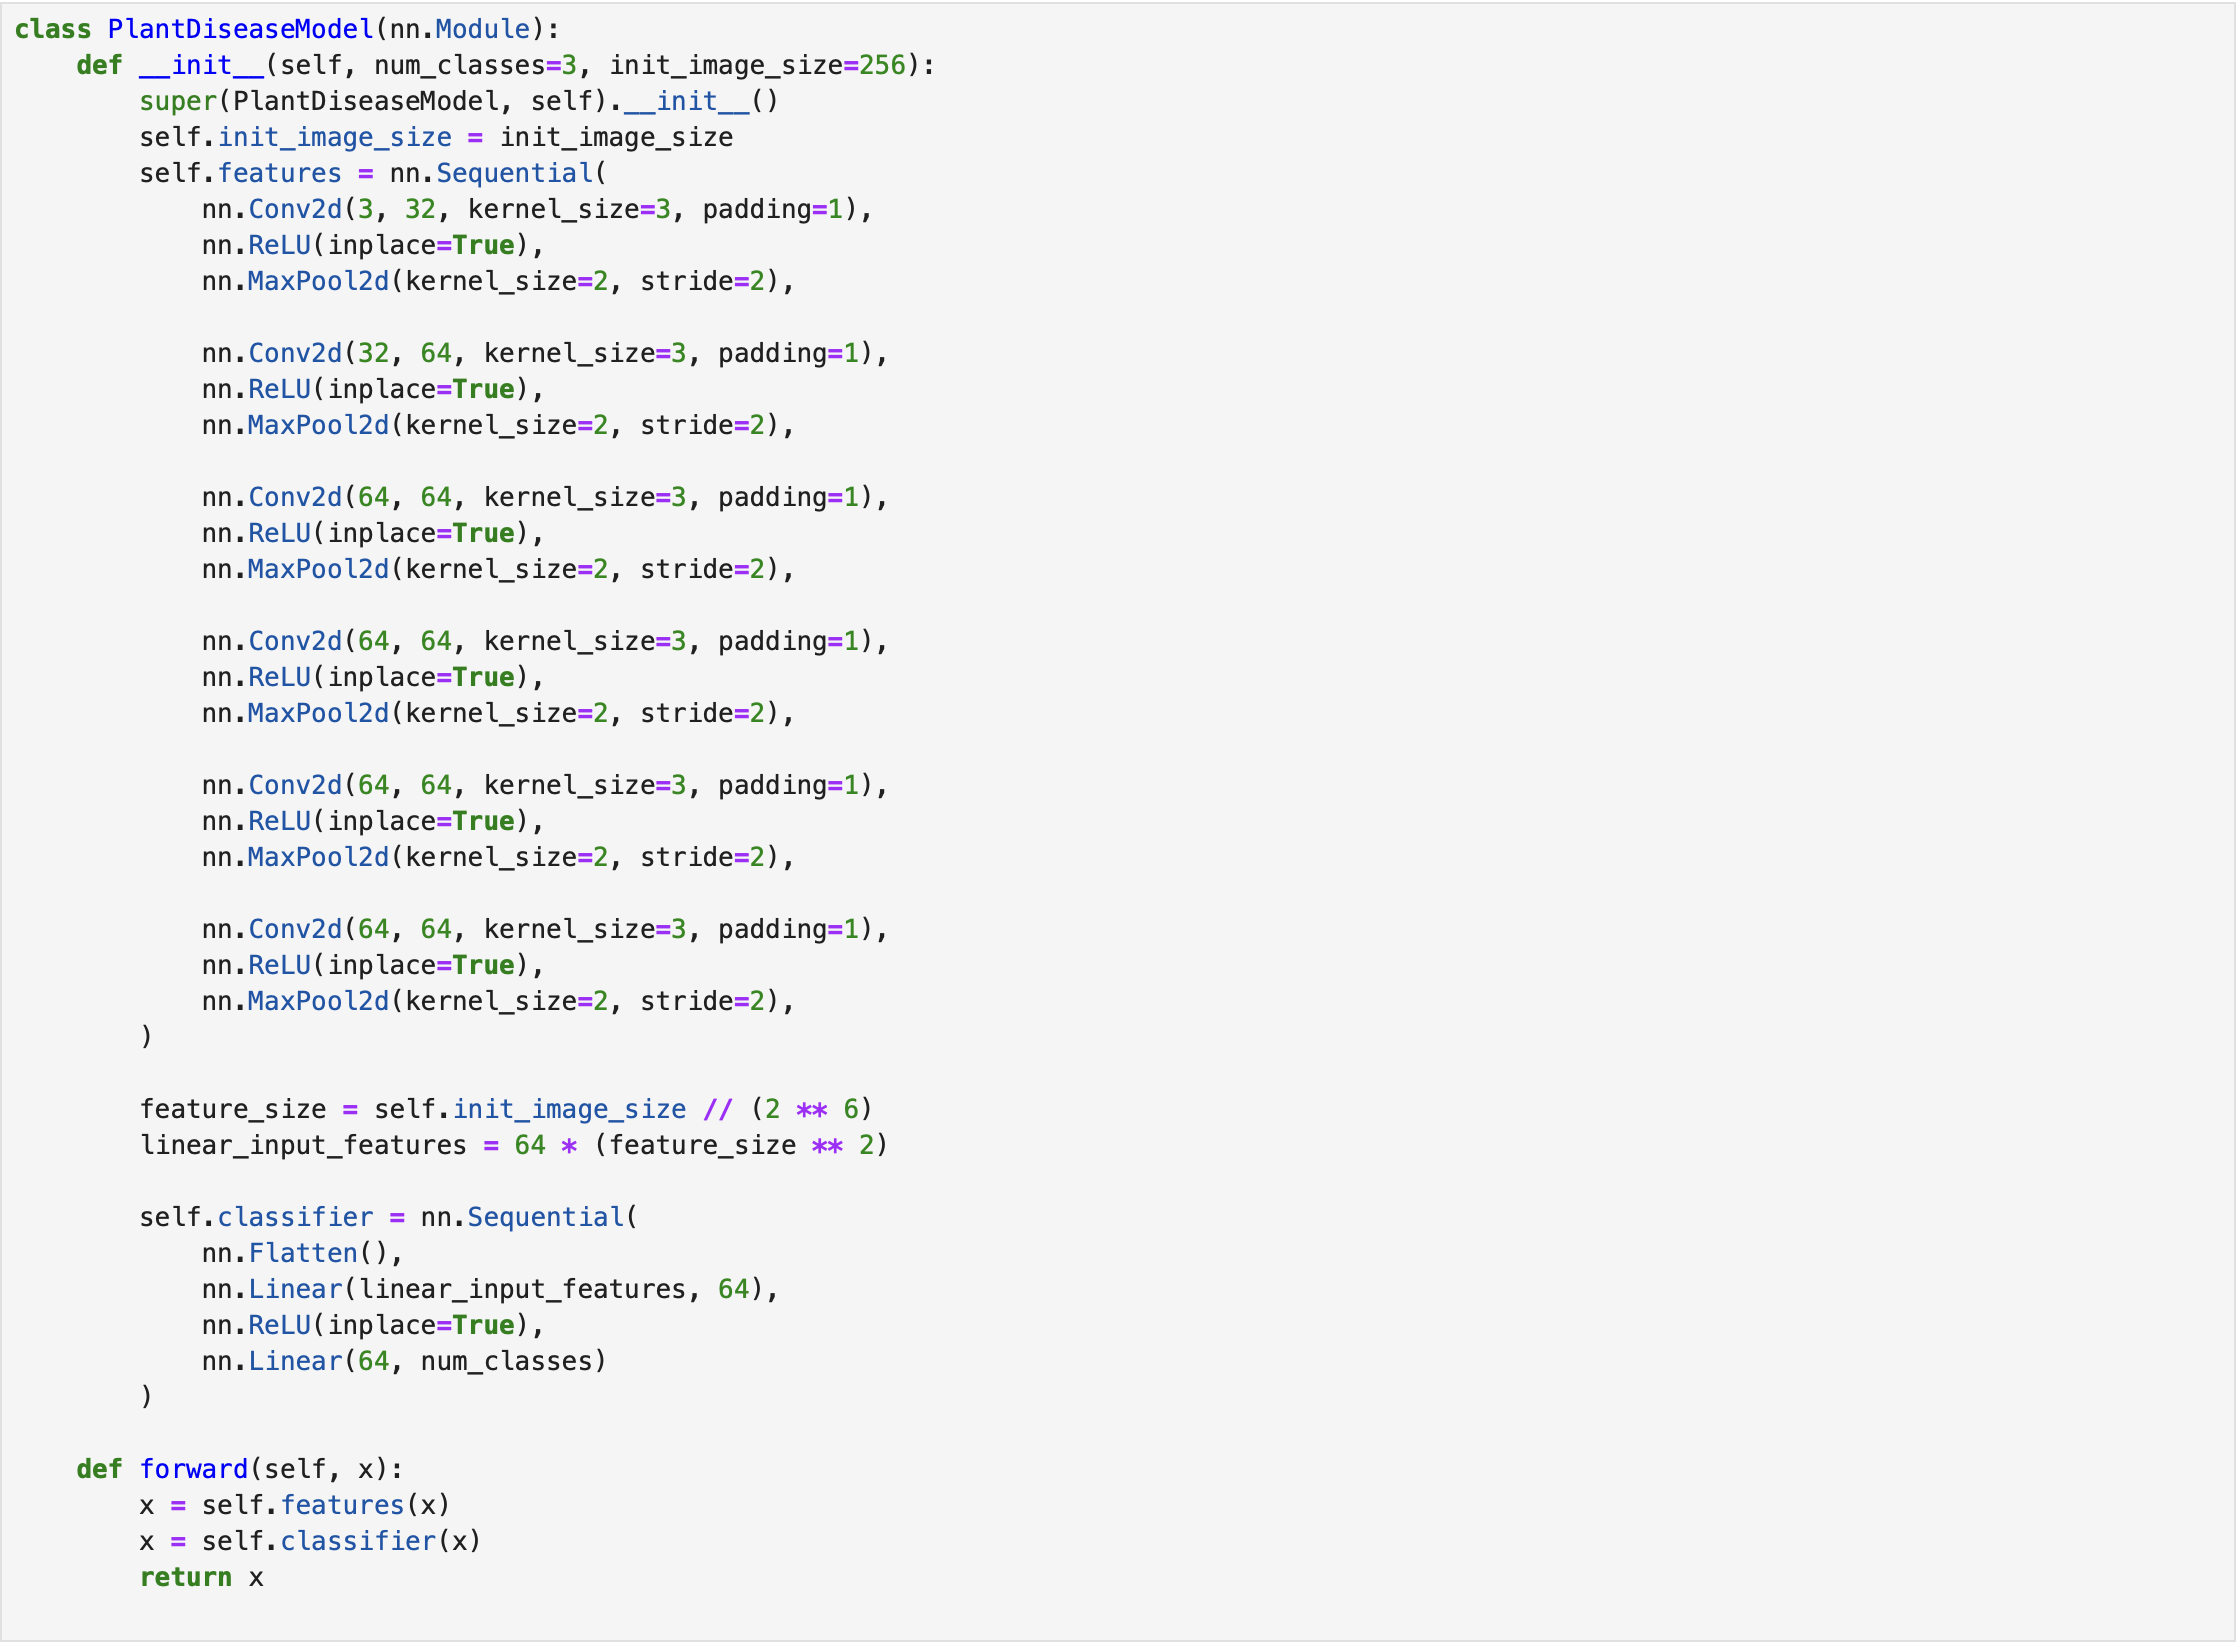 class PlantDiseaseModel(nn.Module):
    def __init__(self, num_classes=3, init_image_size=256):
        super(PlantDiseaseModel, self).__init__()
        self.init_image_size = init_image_size
        self.features = nn.Sequential(
            nn.Conv2d(3, 32, kernel_size=3, padding=1),
            nn.ReLU(inplace=True),
            nn.MaxPool2d(kernel_size=2, stride=2),

            nn.Conv2d(32, 64, kernel_size=3, padding=1),
            nn.ReLU(inplace=True),
            nn.MaxPool2d(kernel_size=2, stride=2),

            nn.Conv2d(64, 64, kernel_size=3, padding=1),
            nn.ReLU(inplace=True),
            nn.MaxPool2d(kernel_size=2, stride=2),

            nn.Conv2d(64, 64, kernel_size=3, padding=1),
            nn.ReLU(inplace=True),
            nn.MaxPool2d(kernel_size=2, stride=2),

            nn.Conv2d(64, 64, kernel_size=3, padding=1),
            nn.ReLU(inplace=True),
            nn.MaxPool2d(kernel_size=2, stride=2),

            nn.Conv2d(64, 64, kernel_size=3, padding=1),
            nn.ReLU(inplace=True),
            nn.MaxPool2d(kernel_size=2, stride=2),
        )

        feature_size = self.init_image_size // (2 ** 6)
        linear_input_features = 64 * (feature_size ** 2)

        self.classifier = nn.Sequential(
            nn.Flatten(),
            nn.Linear(linear_input_features, 64),
            nn.ReLU(inplace=True),
            nn.Linear(64, num_classes)
        )

    def forward(self, x):
        x = self.features(x)
        x = self.classifier(x)
        return x